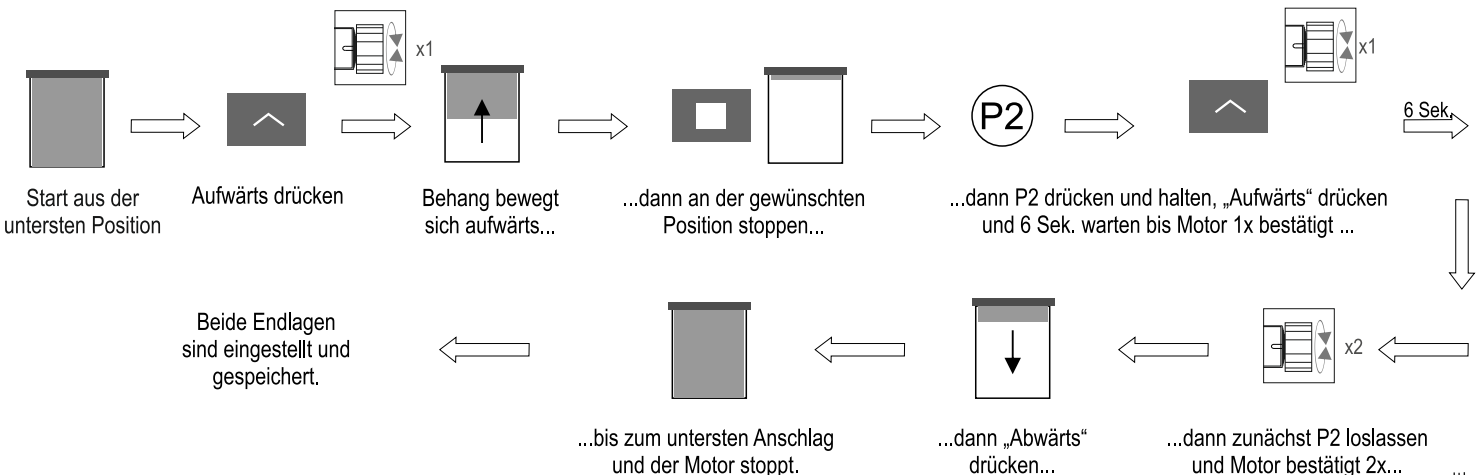 x1
Start aus der
untersten Position
Aufwärts drücken
Behang bewegt
sich aufwärts...
...dann an der gewünschten
Position stoppen...
P2
x1
...dann P2 drücken und halten, „Aufwärts“ drücken
und 6 Sek. warten bis Motor 1x bestätigt ...
6 Sek.
x2
...dann zunächst P2 loslassen
und Motor bestätigt 2x...
...
...dann „Abwärts“
drücken...
...bis zum untersten Anschlag
und der Motor stoppt.
Beide Endlagen
sind eingestellt und
gespeichert.